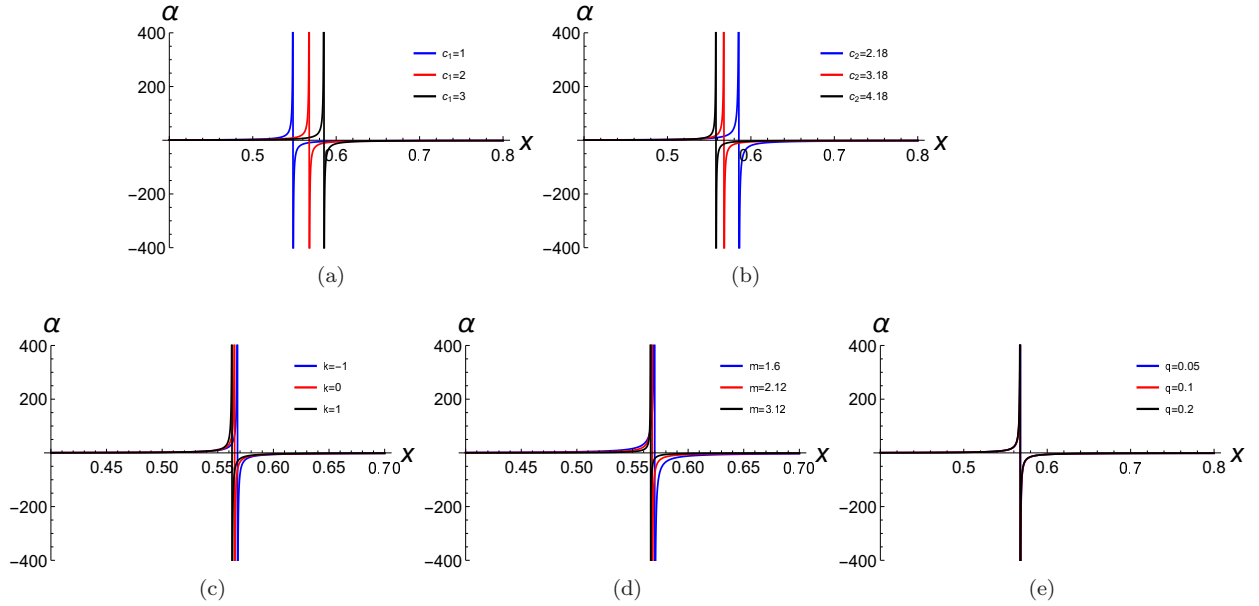 α
400
200
-200
-400
0.5
0.6
0.7
0.8
x
c₁=1
c₁=2
c₁=3
(a)
α
400
200
-200
-400
0.5
0.6
0.7
0.8
x
c₂=2.18
c₂=3.18
c₂=4.18
(b)
α
400
200
-200
-400
0.45
0.50
0.55
0.60
0.65
0.70
x
k=-1
k=0
k=1
(c)
α
400
200
-200
-400
0.45
0.50
0.55
0.60
0.65
0.70
x
m=1.6
m=2.12
m=3.12
(d)
α
400
200
-200
-400
0.5
0.6
0.7
0.8
x
q=0.05
q=0.1
q=0.2
(e)